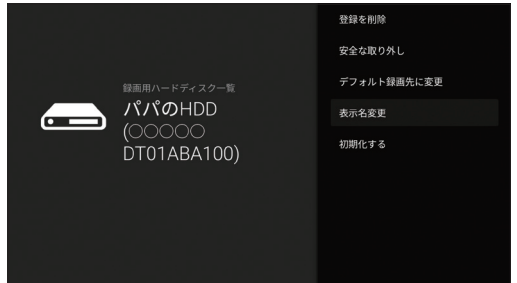 録画用ハードディスク一覧
パパのHDD
(○○○○○
DT01ABA100)
登録を削除
安全な取り外し
デフォルト録画先に変更
表示名変更
初期化する